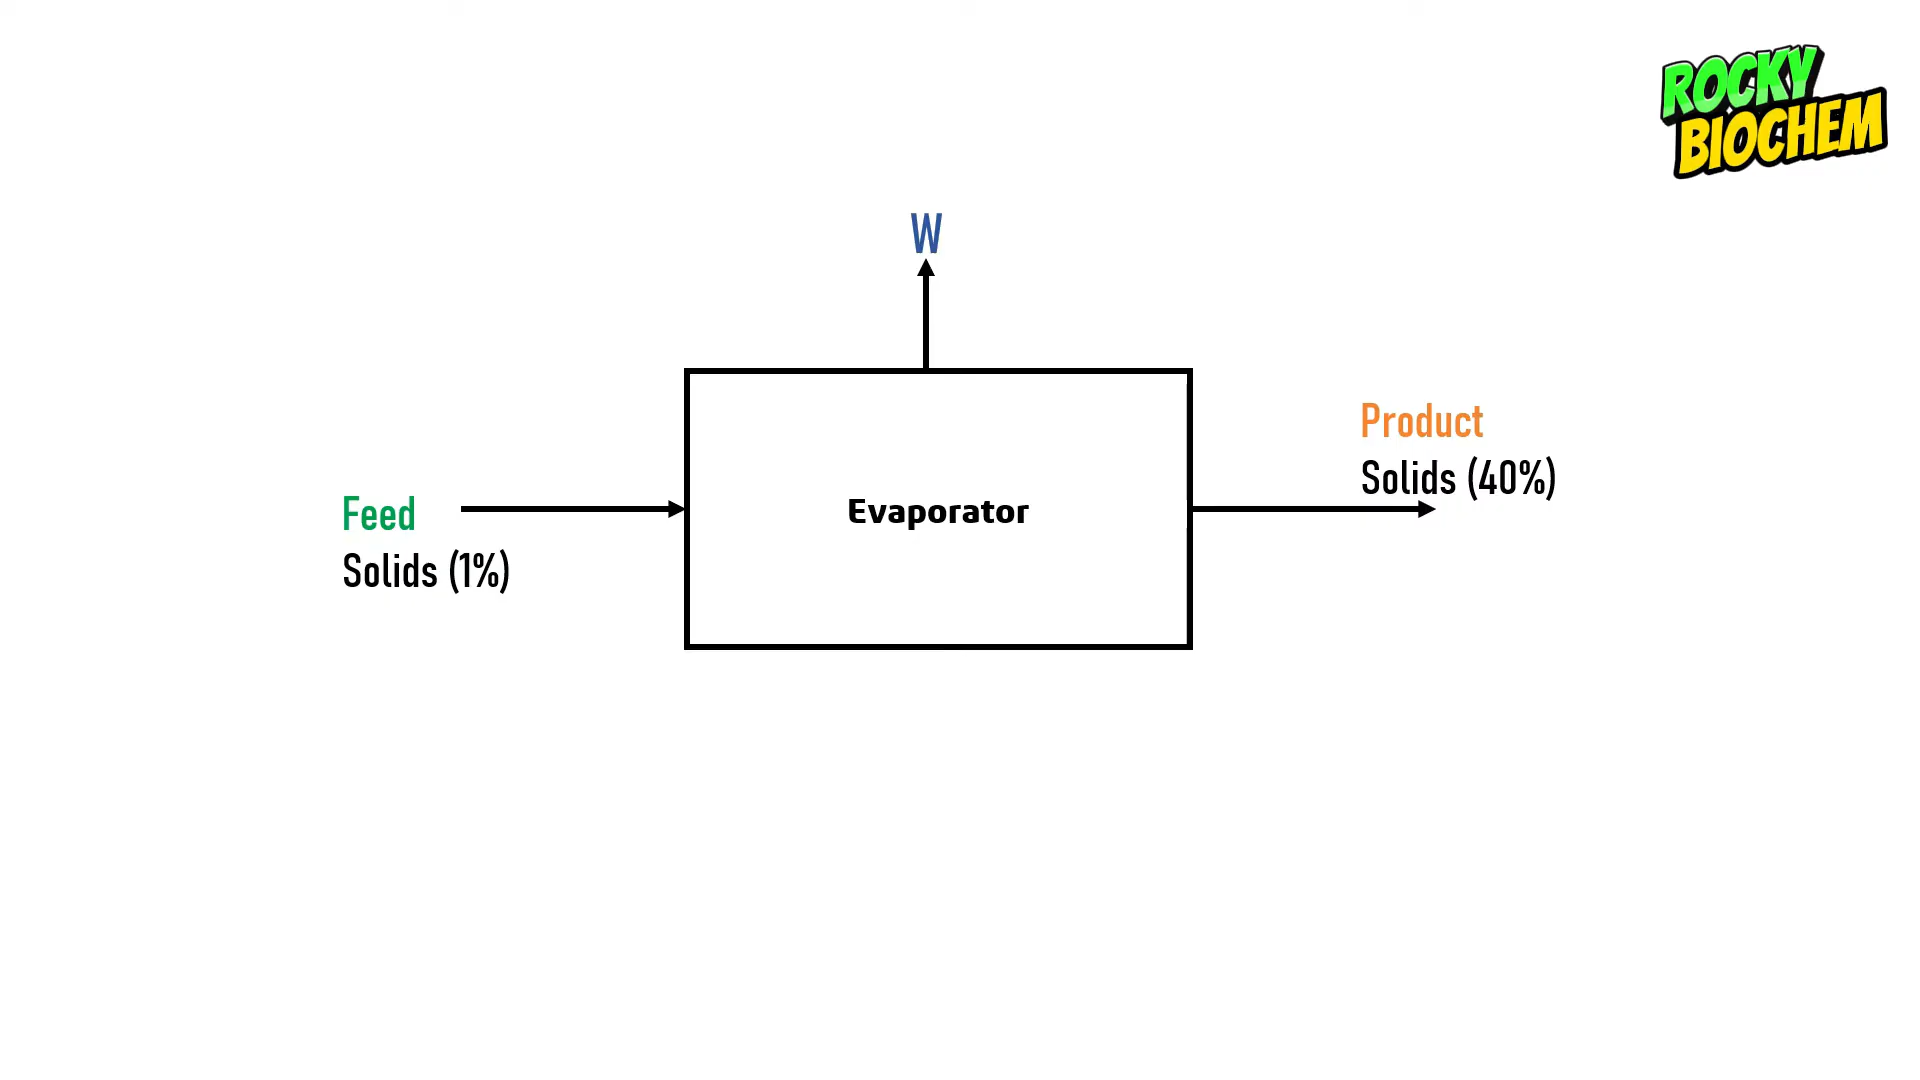 ROCKY
BIOCHEM
W
Product
Solids (40%)
Feed
Solids (1%)
Evaporator